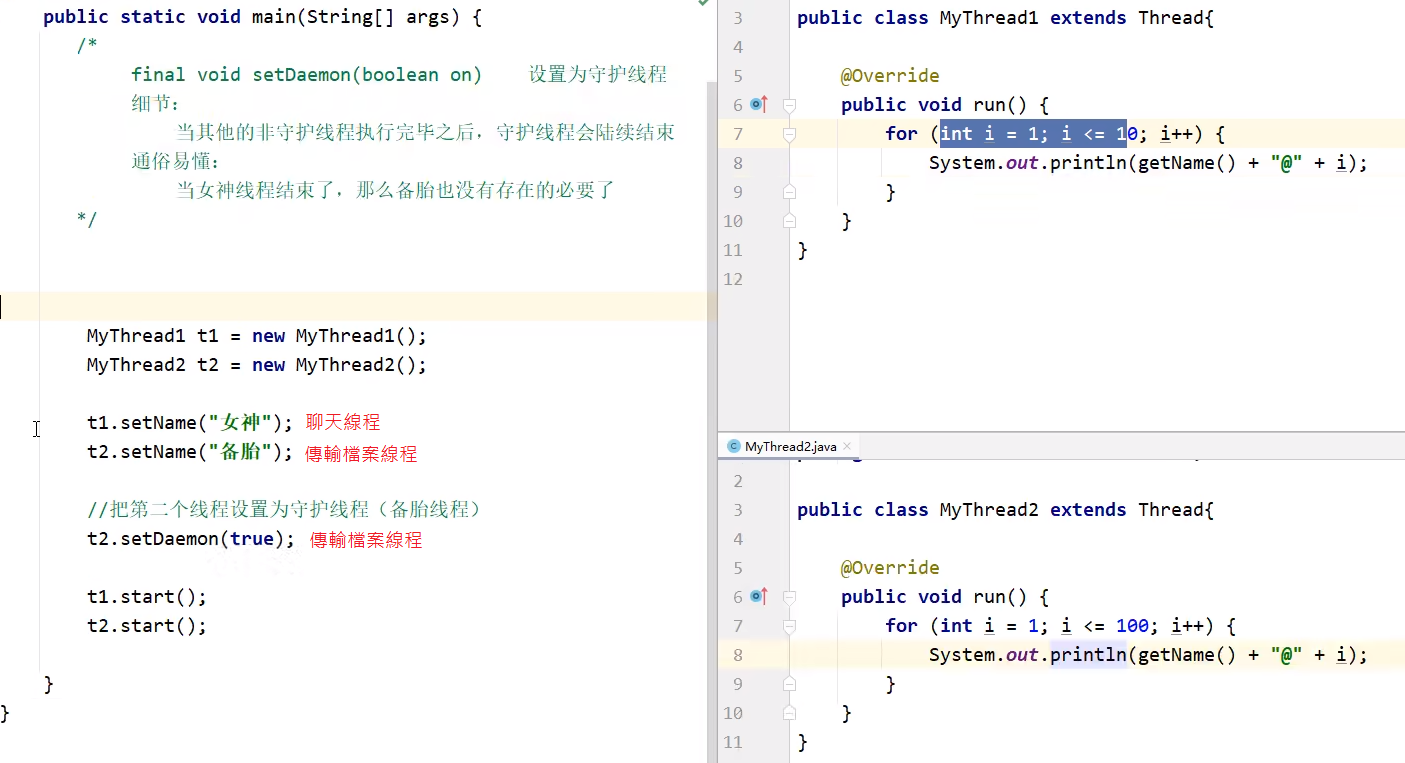 public static void main(String[] args) {
/*
final void setDaemon(boolean on)    设置为守护线程
细节:
当其他的非守护线程执行完毕之后，守护线程会陆续结束
通俗易懂:
当女神线程结束了，那么备胎也没有存在的必要了
*/
MyThread1 t1 = new MyThread1();
MyThread2 t2 = new MyThread2();
t1.setName("女神"); 聊天線程
t2.setName("备胎"); 傳輸檔案線程
//把第二个线程设置为守护线程（备胎线程）
t2.setDaemon(true); 傳輸檔案線程
t1.start();
t2.start();
}
}
3 public class MyThread1 extends Thread{
4
5 @Override
6 public void run() {
7 for (int i = 1; i <= 10; i++) {
8 System.out.println(getName() + "@" + i);
9 }
10 }
11 }
12
MyThread2.java
2
3 public class MyThread2 extends Thread{
4
5 @Override
6 public void run() {
7 for (int i = 1; i <= 100; i++) {
8 System.out.println(getName() + "@" + i);
9 }
10 }
11 }